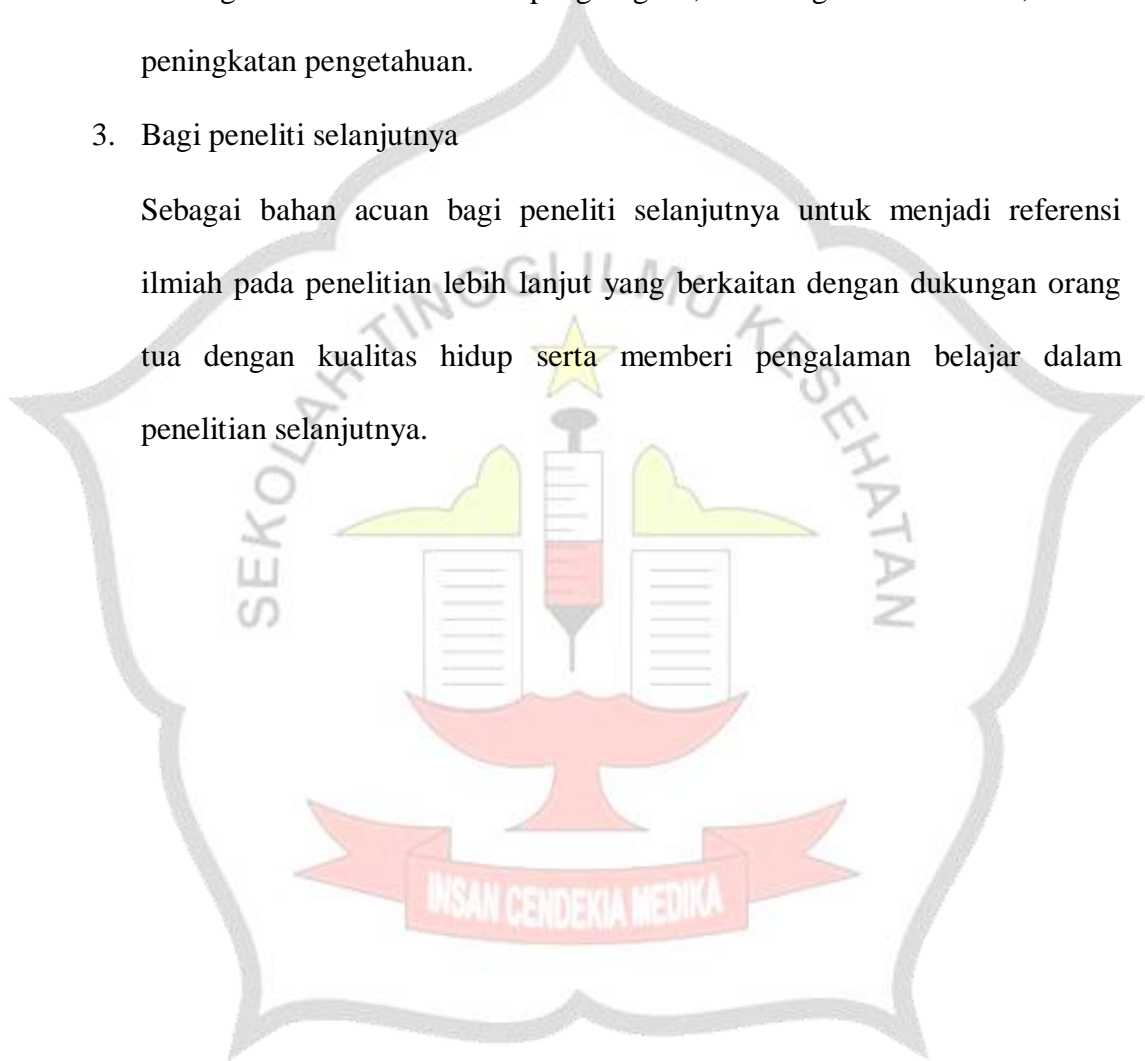 peningkatan pengetahuan.
3. Bagi peneliti selanjutnya
Sebagai bahan acuan bagi peneliti selanjutnya untuk menjadi referensi
ilmiah pada penelitian lebih lanjut yang berkaitan dengan dukungan orang
tua dengan kualitas hidup serta memberi pengalaman belajar dalam
penelitian selanjutnya.
SEKOLAH TINGGI ILMU KESEHATAN
INSAN CENDEKIA MEDIKA